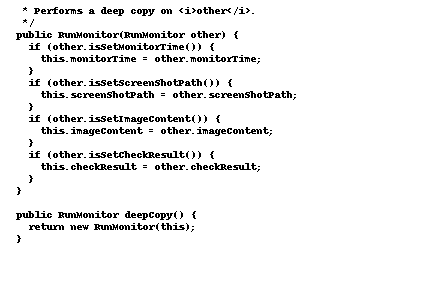 * Performs a deep copy on <i>other</i>.
 */
public RunMonitor(RunMonitor other) {
  if (other.isSetMonitorTime()) {
    this.monitorTime = other.monitorTime;
  }
  if (other.isSetScreenShotPath()) {
    this.screenShotPath = other.screenShotPath;
  }
  if (other.isSetImageContent()) {
    this.imageContent = other.imageContent;
  }
  if (other.isSetCheckResult()) {
    this.checkResult = other.checkResult;
  }
}

public RunMonitor deepCopy() {
  return new RunMonitor(this);
}